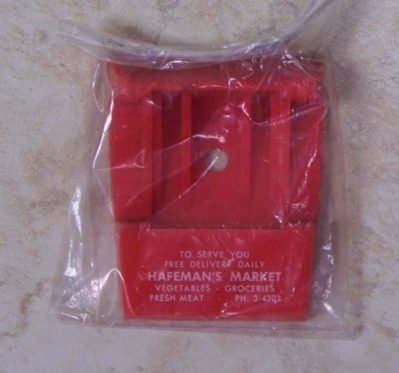 TO SERVE YOU
FREE DELIVERY DAILY
HAFEMAN'S MARKET
VEGETABLES - GROCERIES
FRESH MEAT - PH. 3-4203